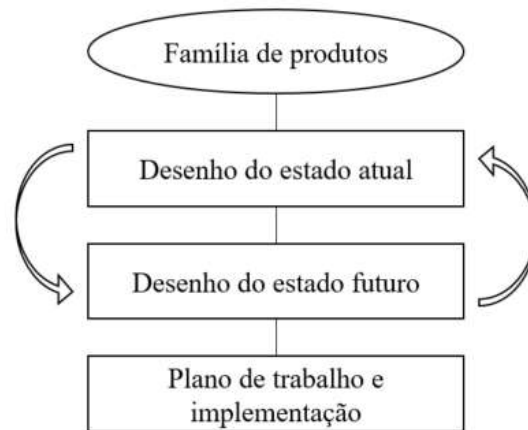 Família de produtos
Desenho do estado atual
Desenho do estado futuro
Plano de trabalho e
implementação